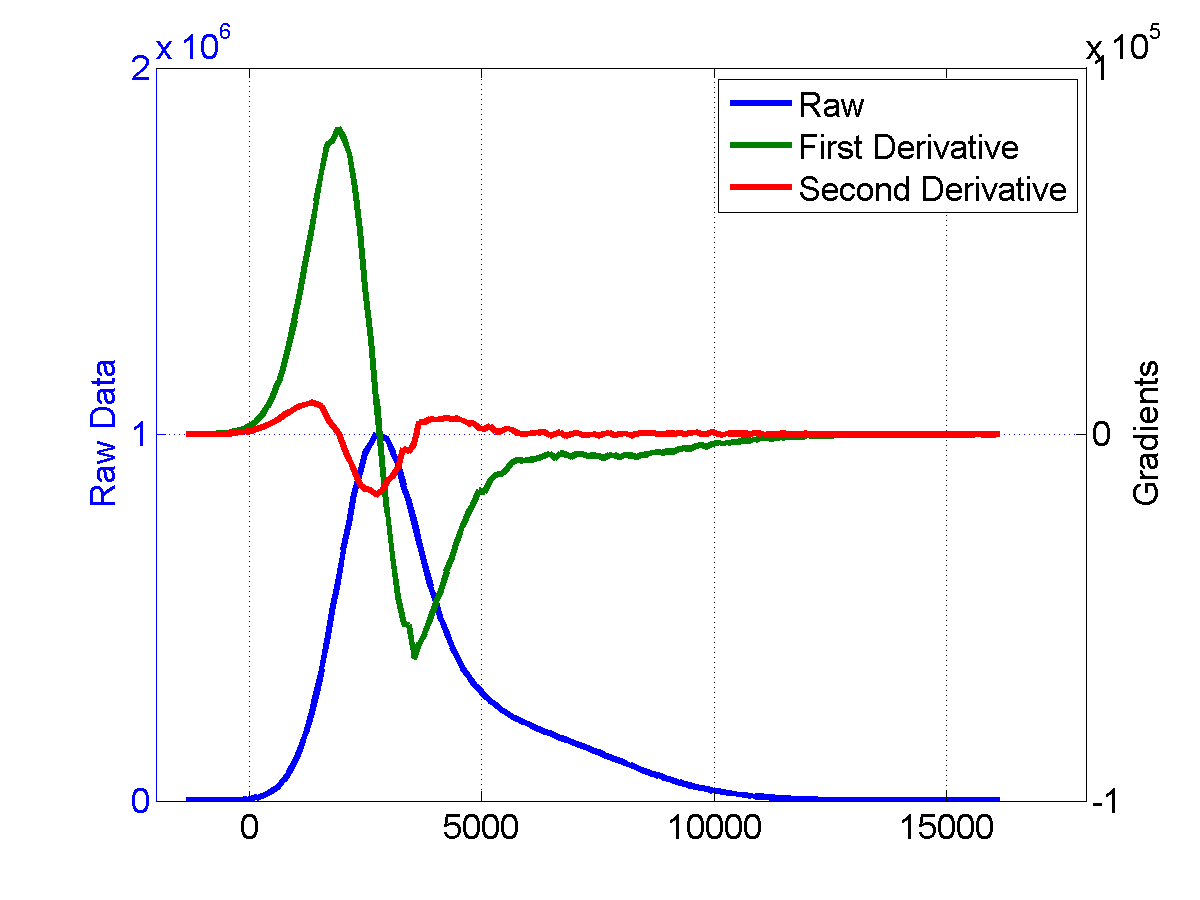 x 10^6
x 10^5
2
1
0
Raw Data
1
0
-1
Gradients
Raw
First Derivative
Second Derivative
0 5000 10000 15000